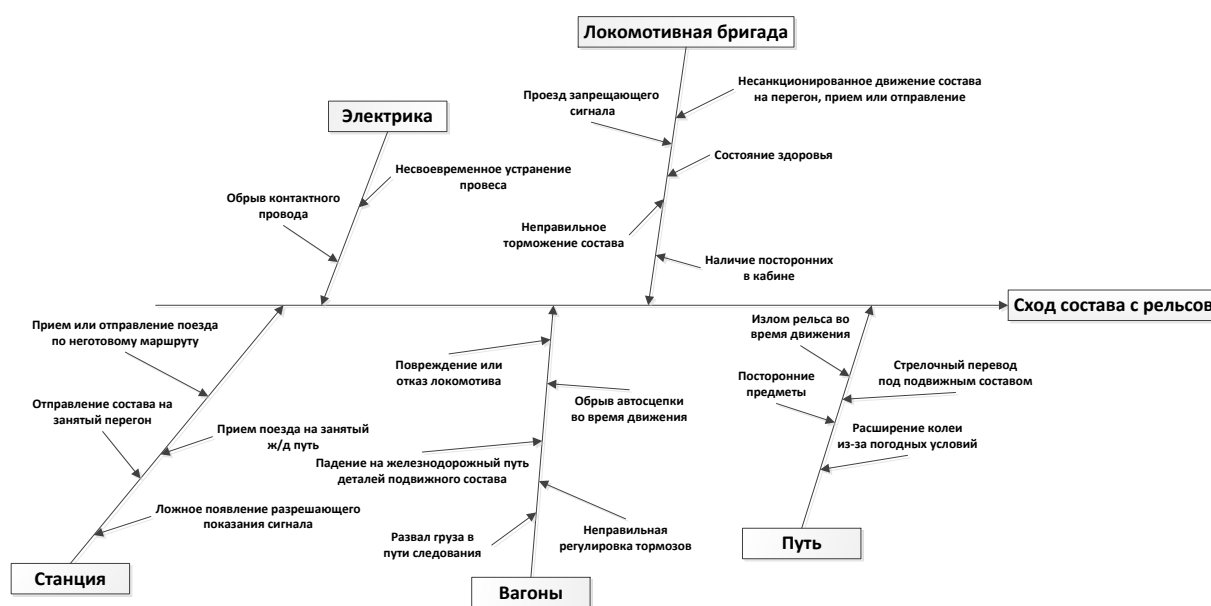 Локомотивная бригада
Несанкционированное движение состава
на перегон, прием или отправление
Проезд запрещающего
сигнала
Электрика
Состояние здоровья
Несвоевременное устранение
провеса
Обрыв контактного
провода
Неправильное
торможение состава
Наличие посторонних
в кабине
Сход состава с рельсов
Прием или отправление поезда
по неготовому маршруту
Излом рельса во
время движения
Повреждение или
отказ локомотива
Стрелочный перевод
под подвижным составом
Посторонние
предметы
Обрыв автосцепки
во время движения
Отправление состава на
занятый перегон
Прием поезда на занятый
ж/д путь
Расширение колеи
из-за погодных условий
Падение на железнодорожный путь
деталей подвижного состава
Ложное появление разрешающего
показания сигнала
Неправильная
регулировка тормозов
Развал груза в
пути следования
Путь
Станция
Вагоны